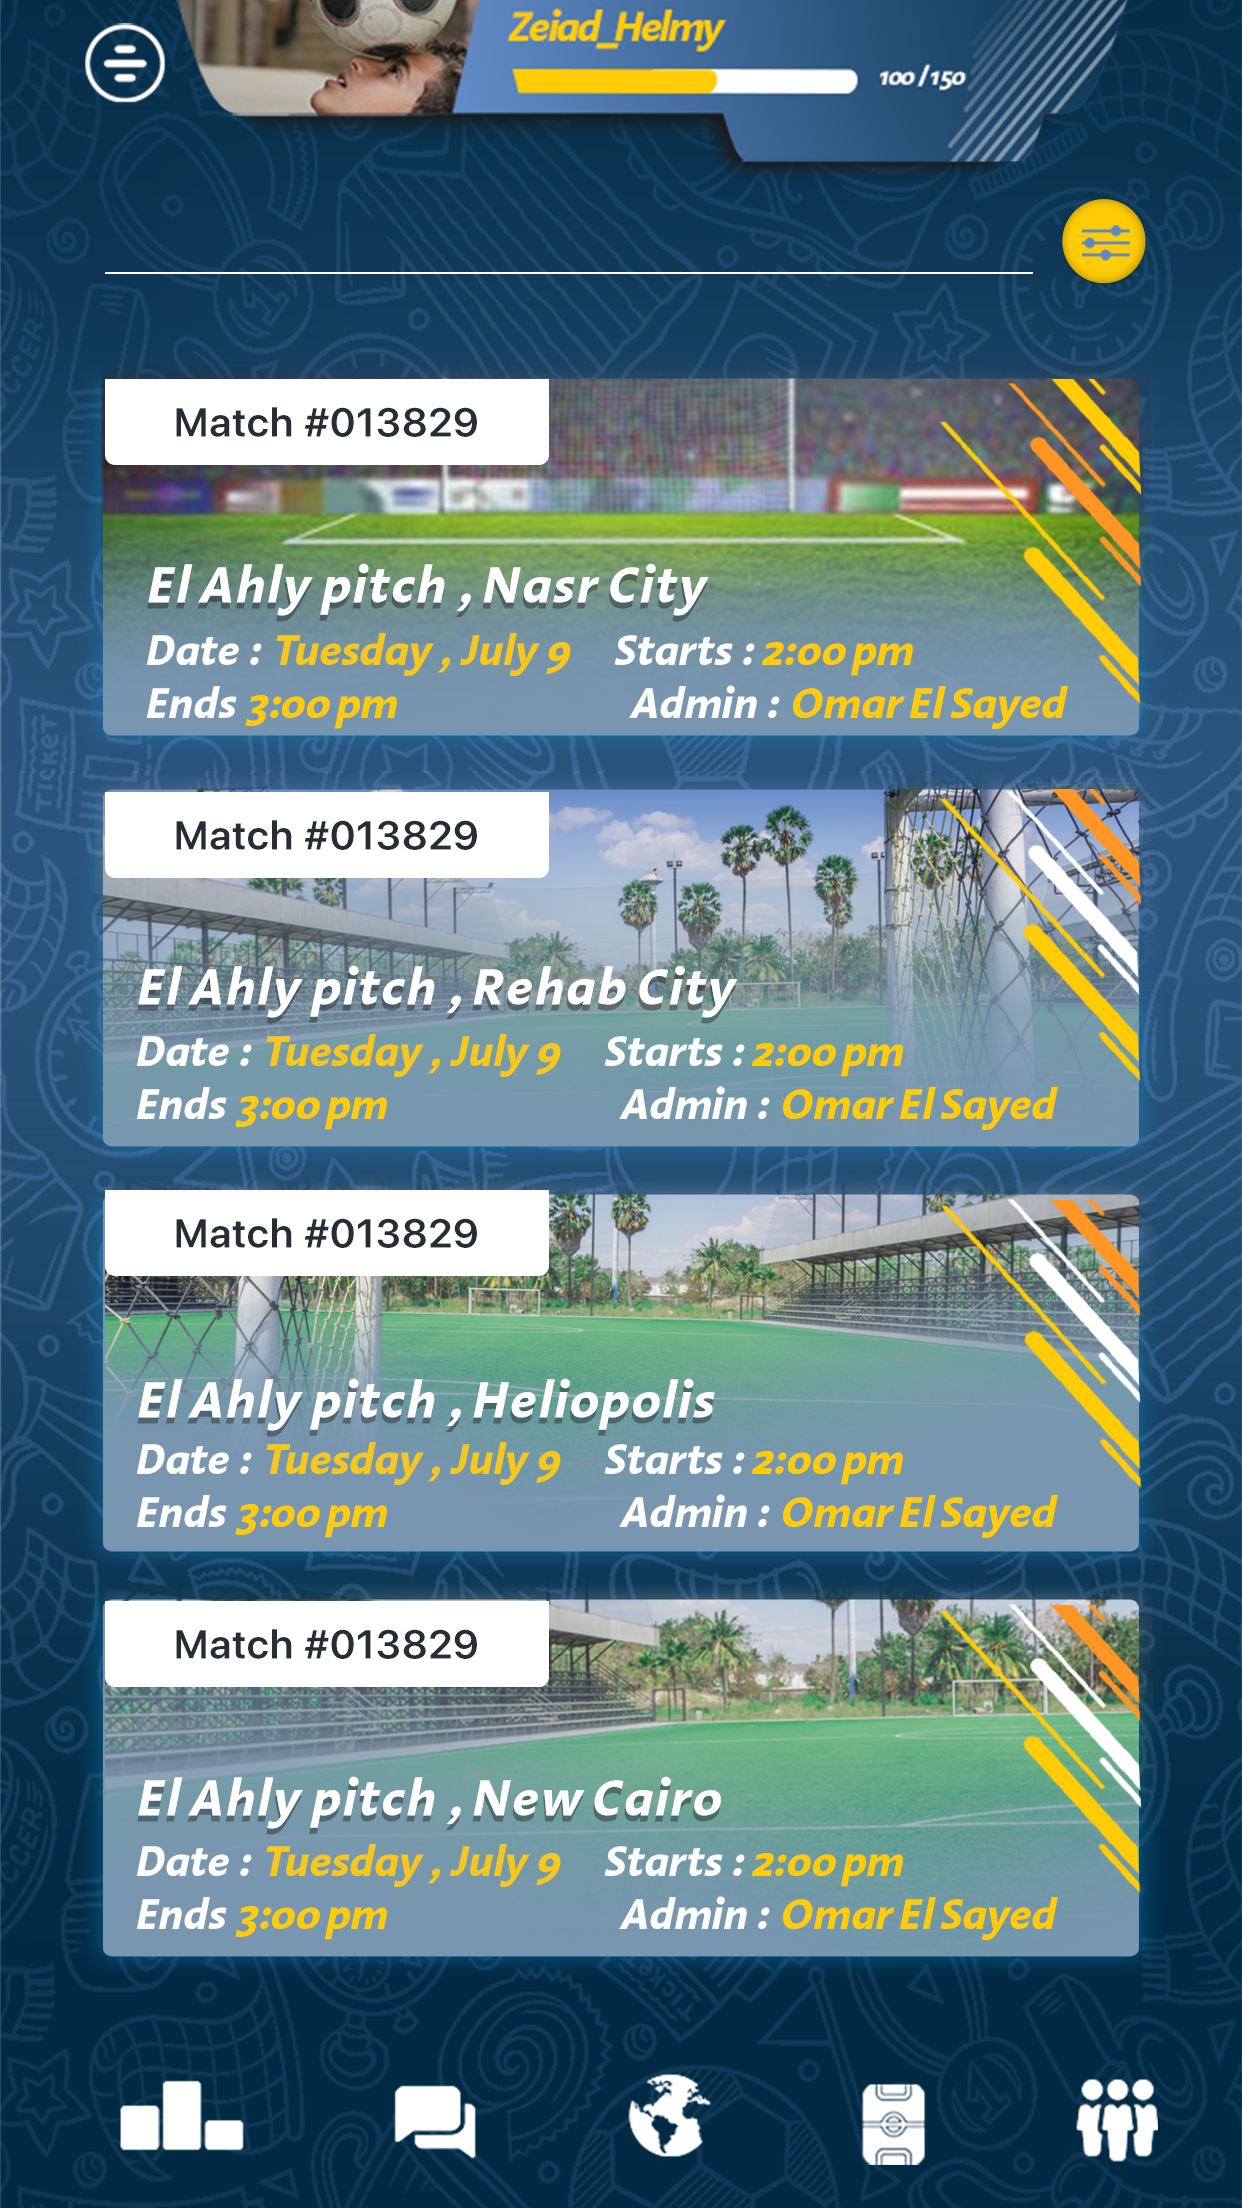 Zeiad_Helmy
100 / 150
Match #013829
El Ahly pitch , Nasr City
Date : Tuesday , July 9 Starts : 2:00 pm
Ends 3:00 pm Admin : Omar El Sayed
Match #013829
El Ahly pitch , Rehab City
Date : Tuesday , July 9 Starts : 2:00 pm
Ends 3:00 pm Admin : Omar El Sayed
Match #013829
El Ahly pitch , Heliopolis
Date : Tuesday , July 9 Starts : 2:00 pm
Ends 3:00 pm Admin : Omar El Sayed
Match #013829
El Ahly pitch , New Cairo
Date : Tuesday , July 9 Starts : 2:00 pm
Ends 3:00 pm Admin : Omar El Sayed
TICKET